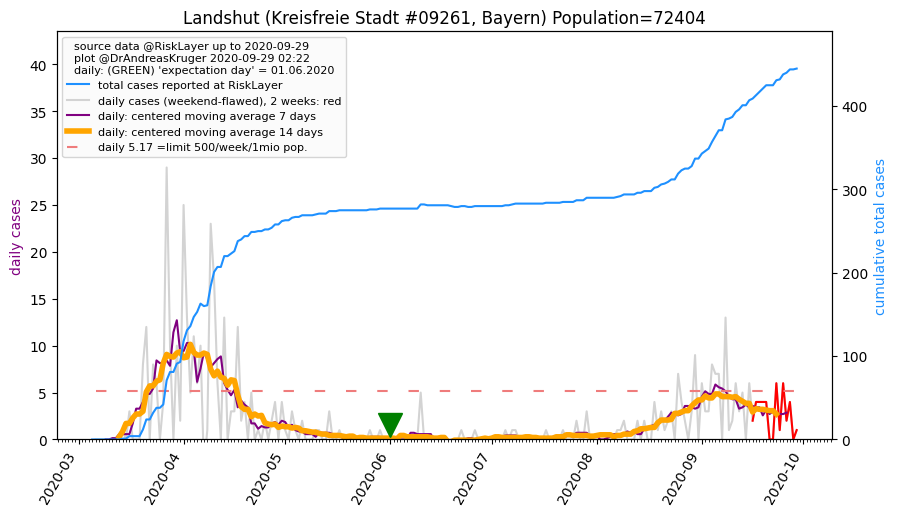 Landshut (Kreisfreie Stadt #09261, Bayern) Population=72404
source data @RiskLayer up to 2020-09-29
plot @DrAndreasKruger 2020-09-29 02:22
daily: (GREEN) 'expectation day' = 01.06.2020
total cases reported at RiskLayer
daily cases (weekend-flawed), 2 weeks: red
daily: centered moving average 7 days
daily: centered moving average 14 days
daily 5.17 =limit 500/week/1mio pop.
daily cases
40
35
30
25
20
15
10
5
0
cumulative total cases
400
300
200
100
0
2020-03
2020-04
2020-05
2020-06
2020-07
2020-08
2020-09
2020-10